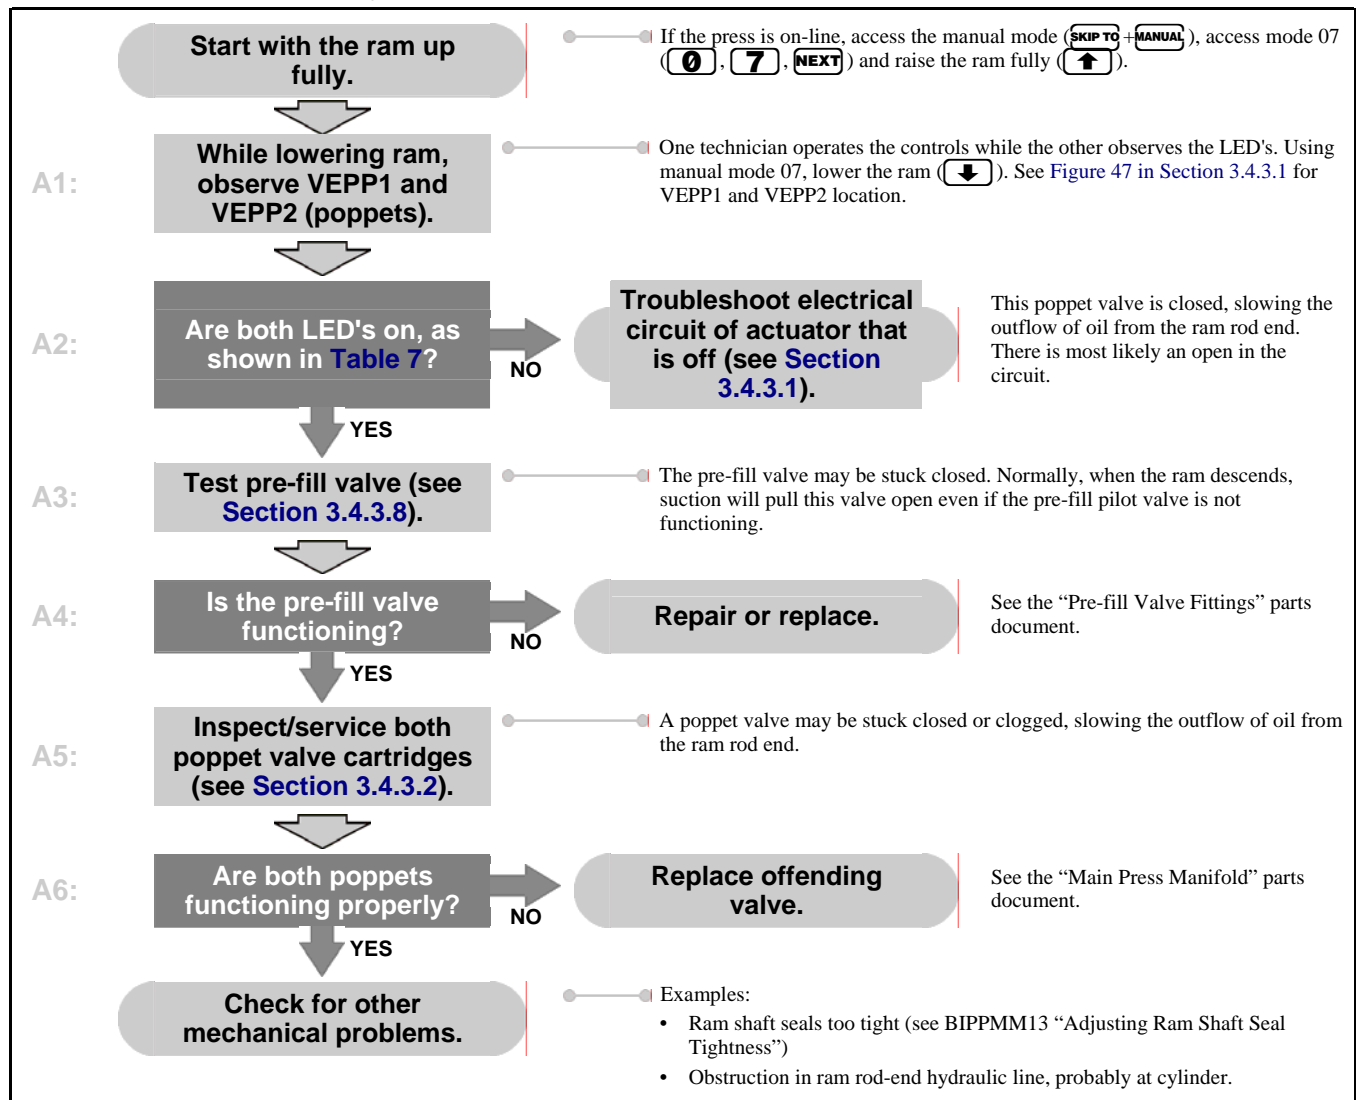 Start with the ram up
fully.
If the press is on-line, access the manual mode (SKIP TO+MANUAL), access mode 07
(0, 7, NEXT) and raise the ram fully (⬆).
A1:
While lowering ram,
observe VEPP1 and
VEPP2 (poppets).
One technician operates the controls while the other observes the LED's. Using
manual mode 07, lower the ram (⬇). See Figure 47 in Section 3.4.3.1 for
VEPP1 and VEPP2 location.
A2:
Are both LED's on, as
shown in Table 7?
NO
Troubleshoot electrical
circuit of actuator that
is off (see Section
3.4.3.1).
This poppet valve is closed, slowing the
outflow of oil from the ram rod end.
There is most likely an open in the
circuit.
YES
A3:
Test pre-fill valve (see
Section 3.4.3.8).
The pre-fill valve may be stuck closed. Normally, when the ram descends,
suction will pull this valve open even if the pre-fill pilot valve is not
functioning.
A4:
Is the pre-fill valve
functioning?
NO
Repair or replace.
See the “Pre-fill Valve Fittings” parts
document.
YES
A5:
Inspect/service both
poppet valve cartridges
(see Section 3.4.3.2).
A poppet valve may be stuck closed or clogged, slowing the outflow of oil from
the ram rod end.
A6:
Are both poppets
functioning properly?
NO
Replace offending
valve.
See the “Main Press Manifold” parts
document.
YES
Check for other
mechanical problems.
Examples:
• Ram shaft seals too tight (see BIPPMM13 “Adjusting Ram Shaft Seal
Tightness”)
• Obstruction in ram rod-end hydraulic line, probably at cylinder.